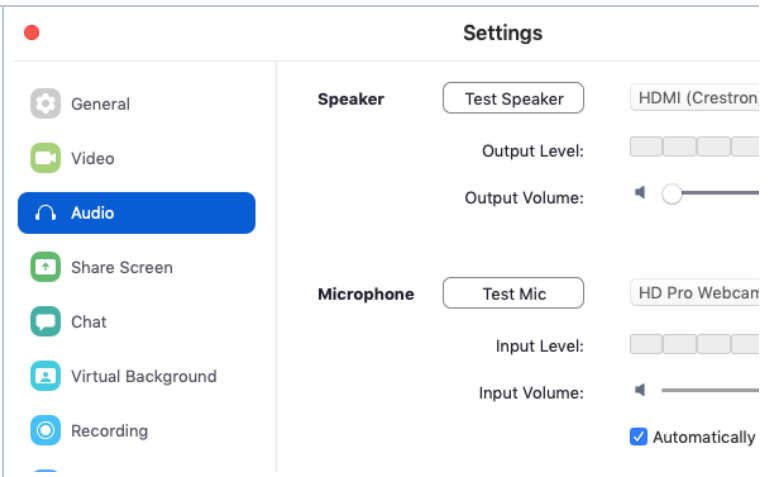 Settings
General
Video
Audio
Share Screen
Chat
Virtual Background
Recording
Speaker
Test Speaker
HDMI (Crestron)
Output Level:
Output Volume:
Microphone
Test Mic
HD Pro Webcam
Input Level:
Input Volume:
Automatically